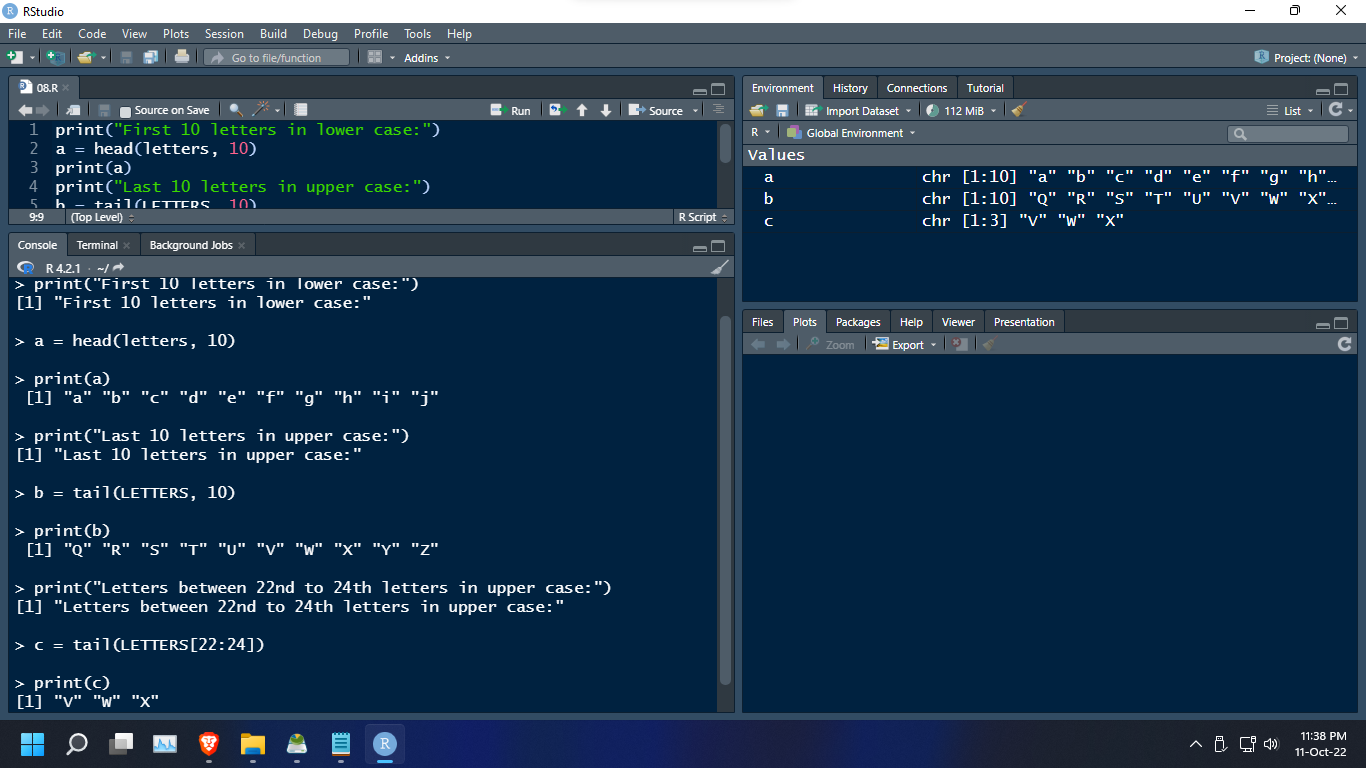 RStudio
File Edit Code View Plots Session Build Debug Profile Tools Help
Go to file/function Addins Project: (None)
08.R
Source on Save Run Source
1 print("First 10 letters in lower case:")
2 a = head(letters, 10)
3 print(a)
4 print("Last 10 letters in upper case:")
5 b = tail(LETTERS, 10)
9:9 (Top Level) R Script
Console Terminal Background Jobs
R 4.2.1 · ~/
> print("First 10 letters in lower case:")
[1] "First 10 letters in lower case:"
> a = head(letters, 10)
> print(a)
[1] "a" "b" "c" "d" "e" "f" "g" "h" "i" "j"
> print("Last 10 letters in upper case:")
[1] "Last 10 letters in upper case:"
> b = tail(LETTERS, 10)
> print(b)
[1] "Q" "R" "S" "T" "U" "V" "W" "X" "Y" "Z"
> print("Letters between 22nd to 24th letters in upper case:")
[1] "Letters between 22nd to 24th letters in upper case:"
> c = tail(LETTERS[22:24])
> print(c)
[1] "V" "W" "X"
Environment History Connections Tutorial
Import Dataset 112 MiB List
R Global Environment
Values
a chr [1:10] "a" "b" "c" "d" "e" "f" "g" "h"…
b chr [1:10] "Q" "R" "S" "T" "U" "V" "W" "X"…
c chr [1:3] "V" "W" "X"
Files Plots Packages Help Viewer Presentation
Zoom Export
R
11:38 PM
11-Oct-22